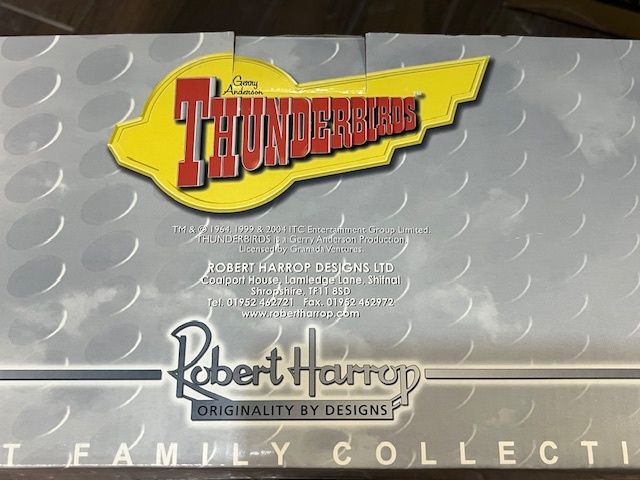 Gerry
Anderson
THUNDERBIRDS™
TM & © 1964, 1999 & 2004 ITC Entertainment Group Limited.
THUNDERBIRDS is a Gerry Anderson Production.
Licensed by Granada Ventures.
ROBERT HARROP DESIGNS LTD
Coalport House, Lamledge Lane, Shifnal
Shropshire, TF11 8SD
Tel. 01952 462721 Fax. 01952 462972
www.robertharrop.com
Robert Harrop
ORIGINALITY BY DESIGNS
T FAMILY COLLECTI